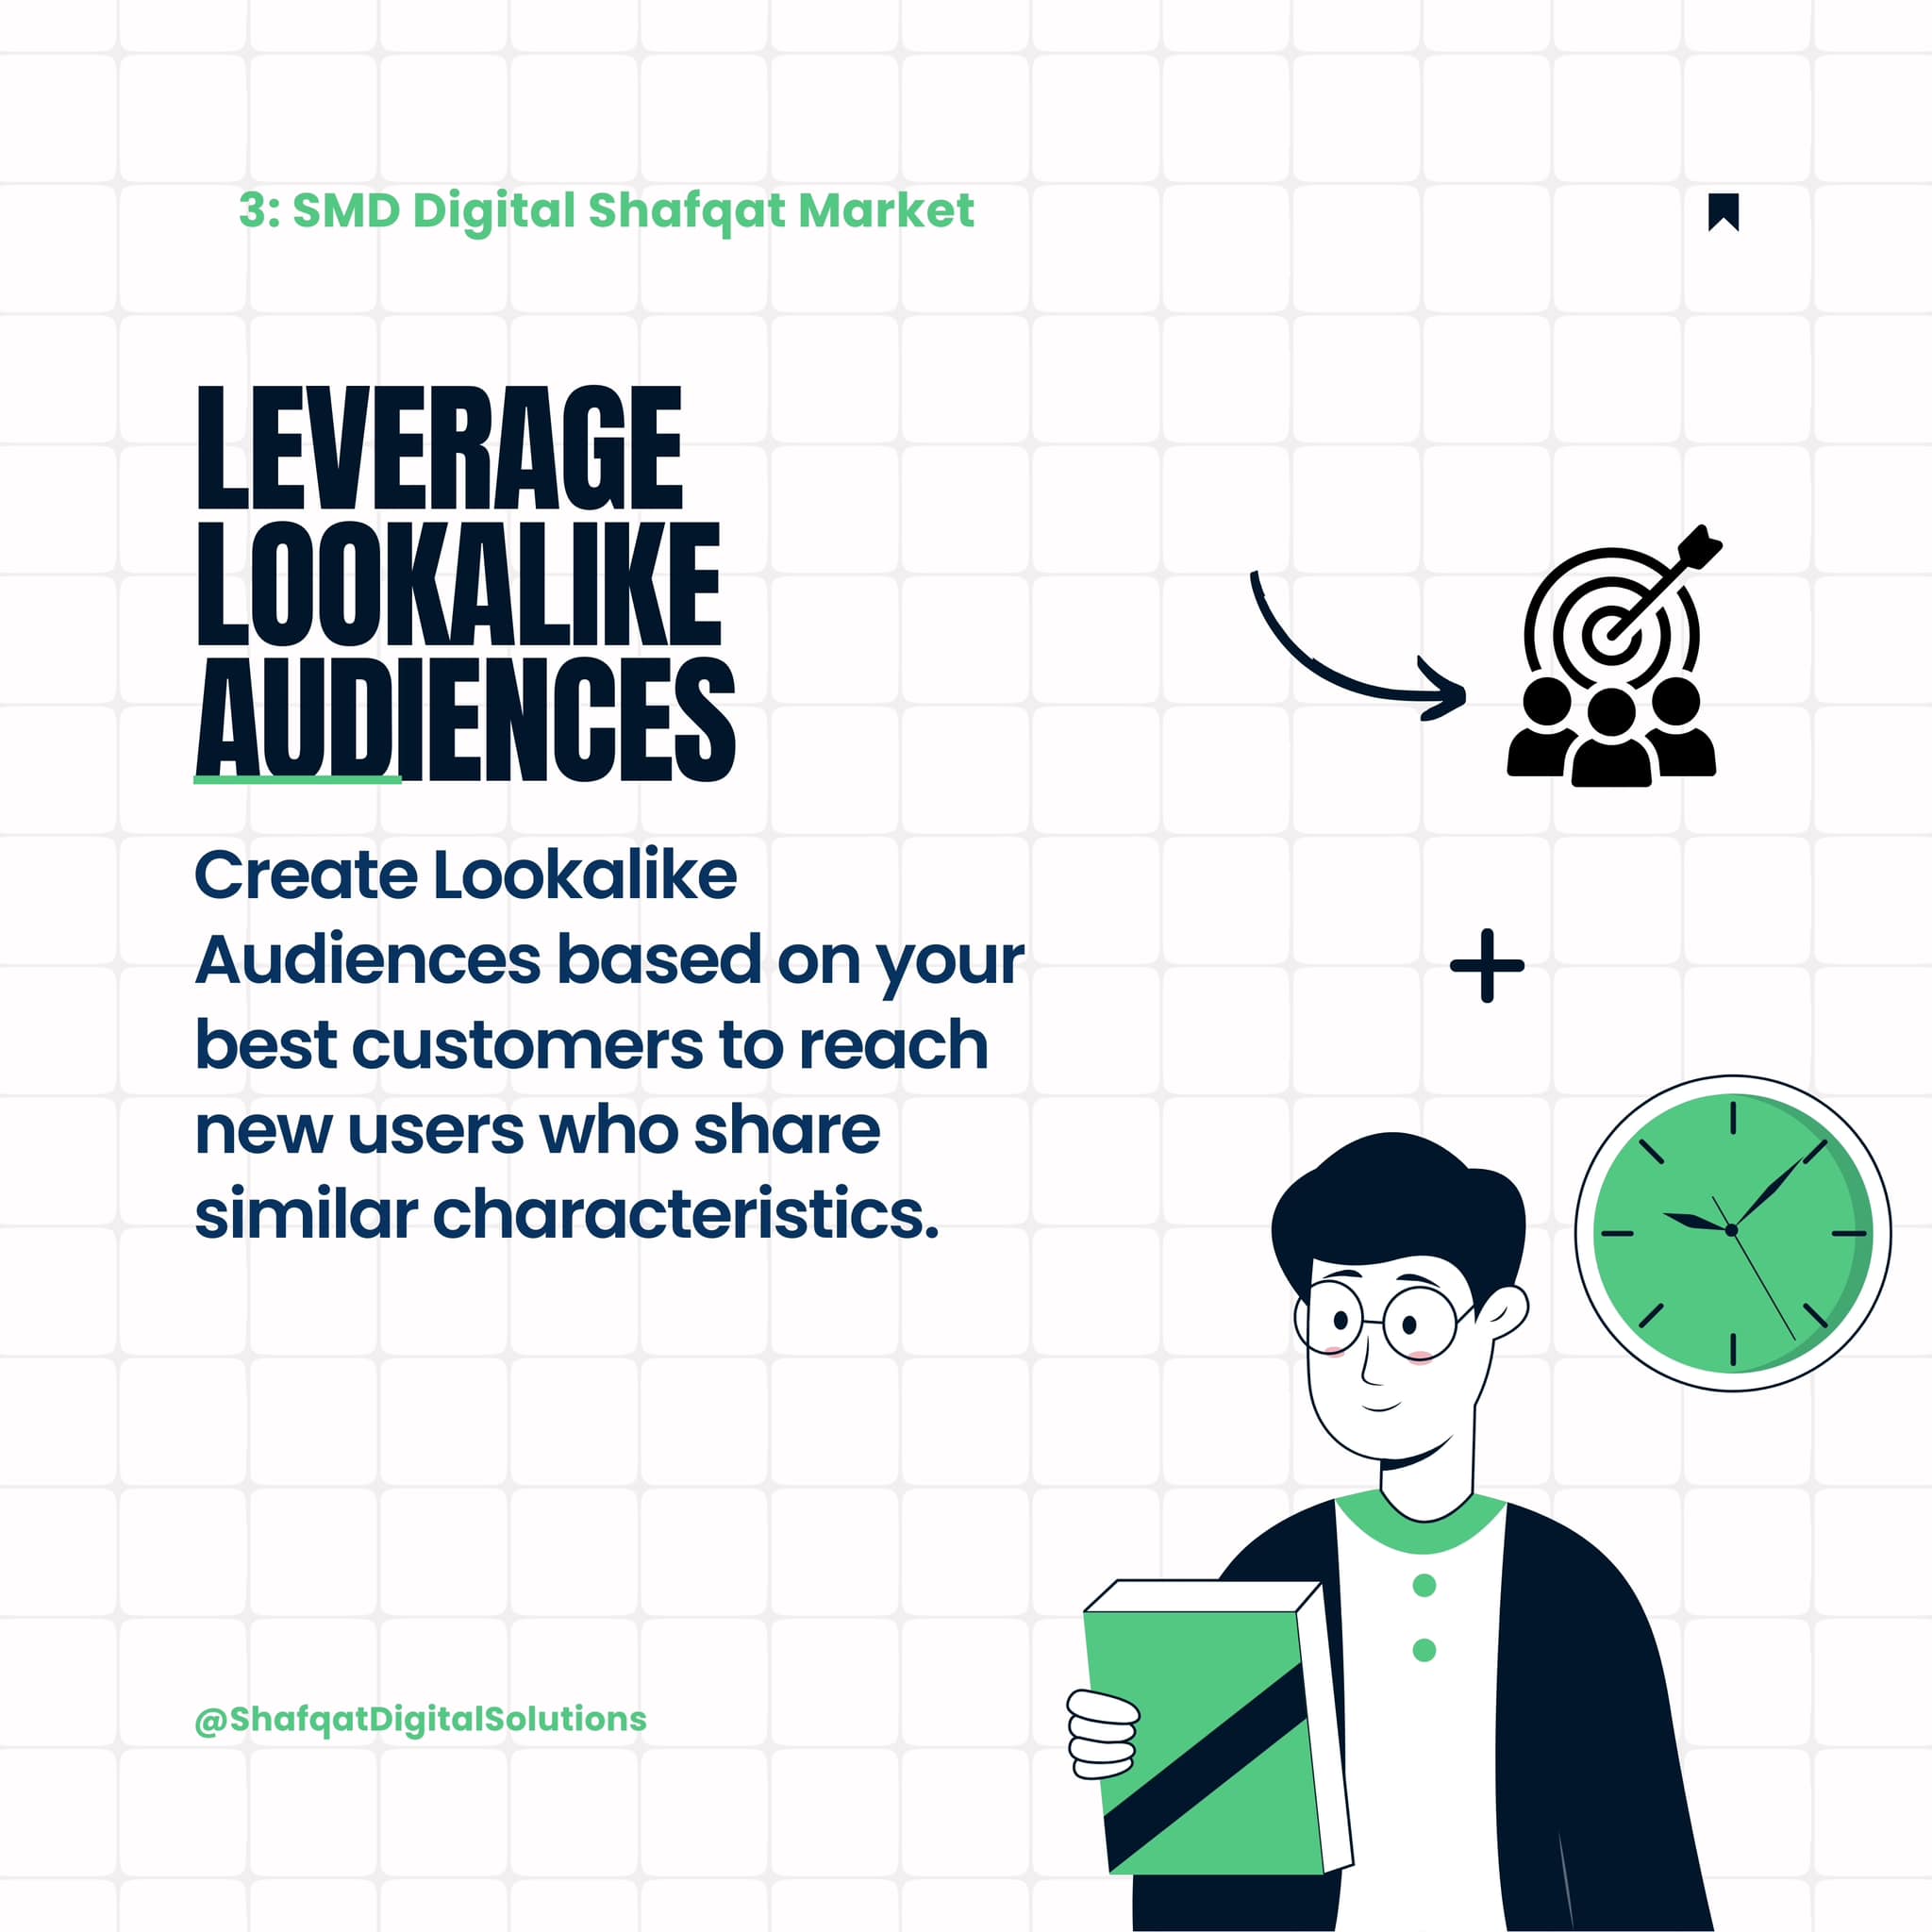 3: SMD Digital Shafqat Market
LEVERAGE
LOOKALIKE
AUDIENCES
Create Lookalike
Audiences based on your
best customers to reach
new users who share
similar characteristics.
@ShafqatDigitalSolutions